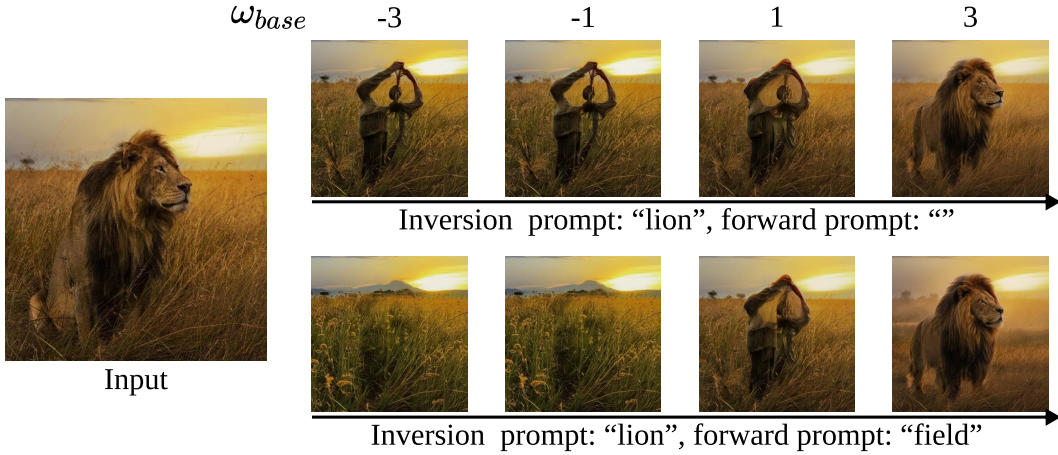 ω_base -3 -1 1 3
Input
Inversion prompt: “lion”, forward prompt: “”
Inversion prompt: “lion”, forward prompt: “field”